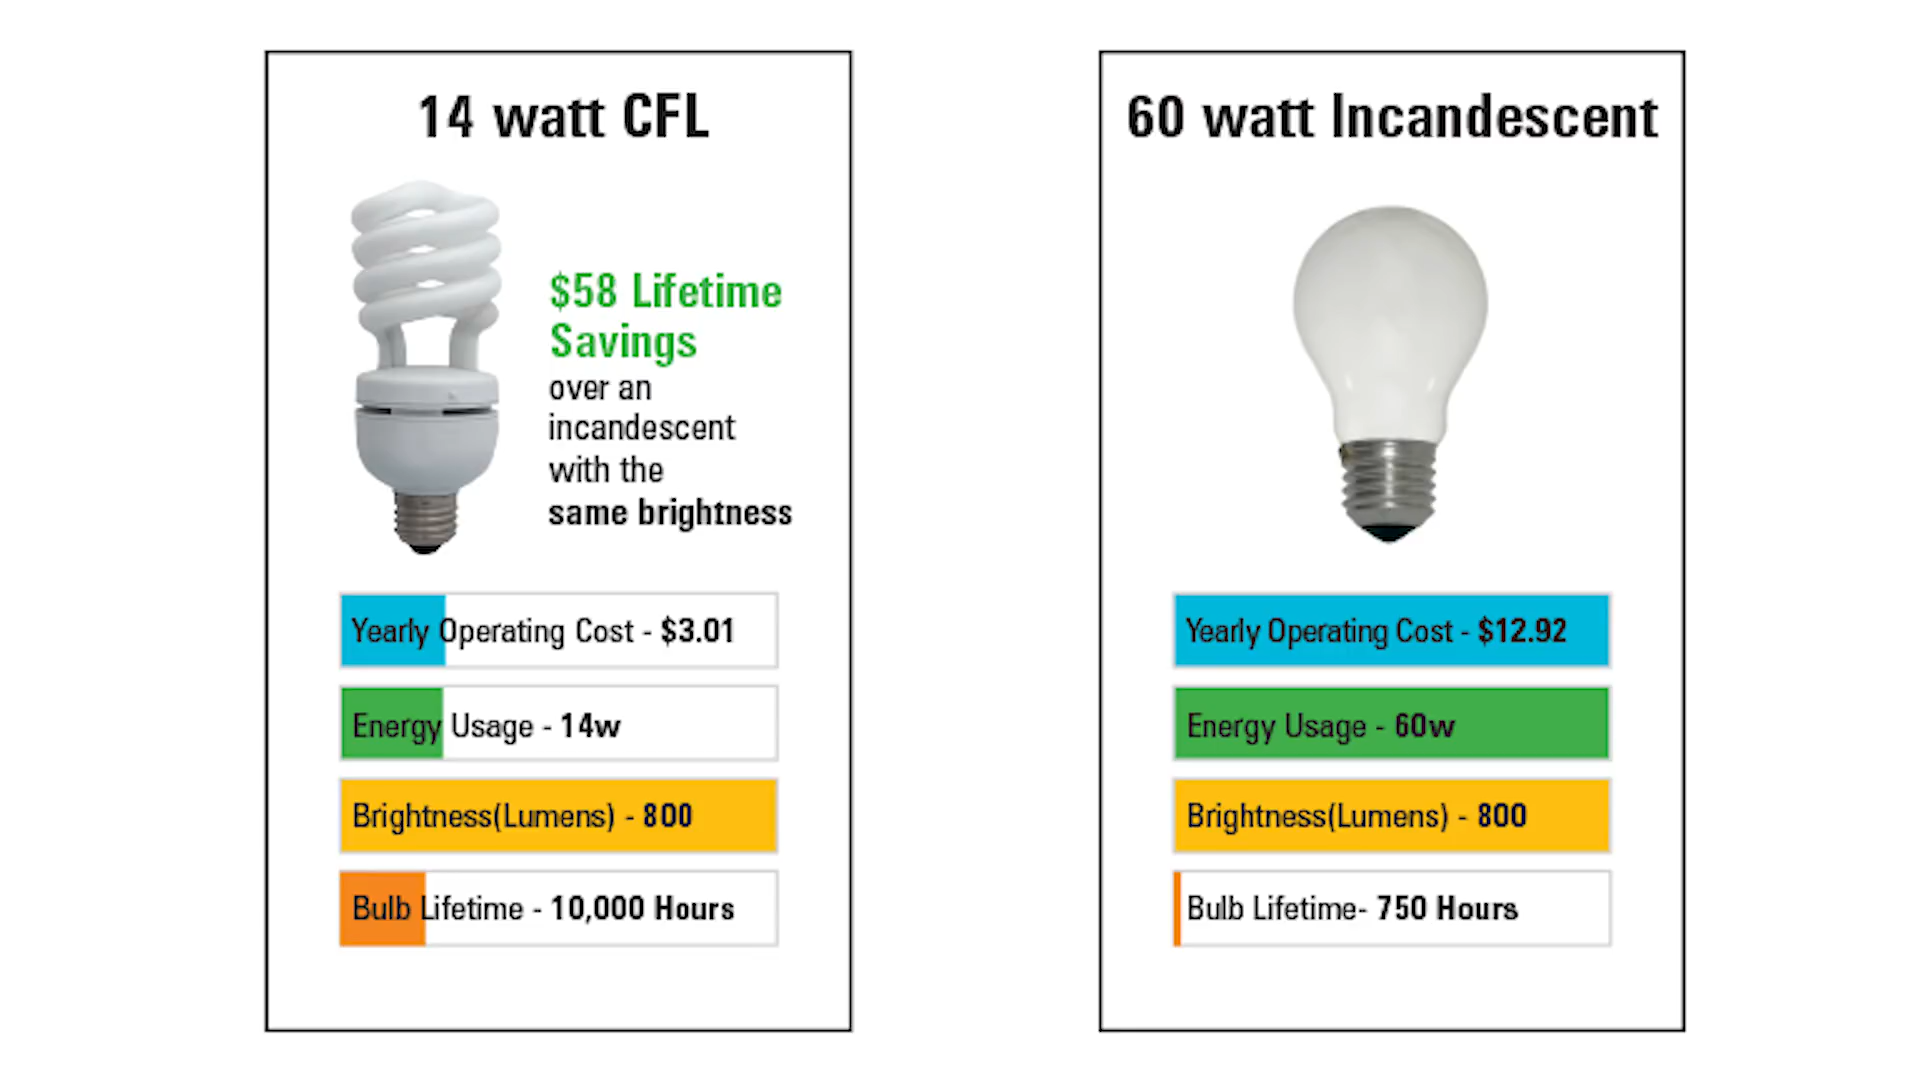 14 watt CFL
$58 Lifetime
Savings
over an
incandescent
with the
same brightness
Yearly Operating Cost - $3.01
Energy Usage - 14w
Brightness(Lumens) - 800
Bulb Lifetime - 10,000 Hours
60 watt Incandescent
Yearly Operating Cost - $12.92
Energy Usage - 60w
Brightness(Lumens) - 800
Bulb Lifetime- 750 Hours